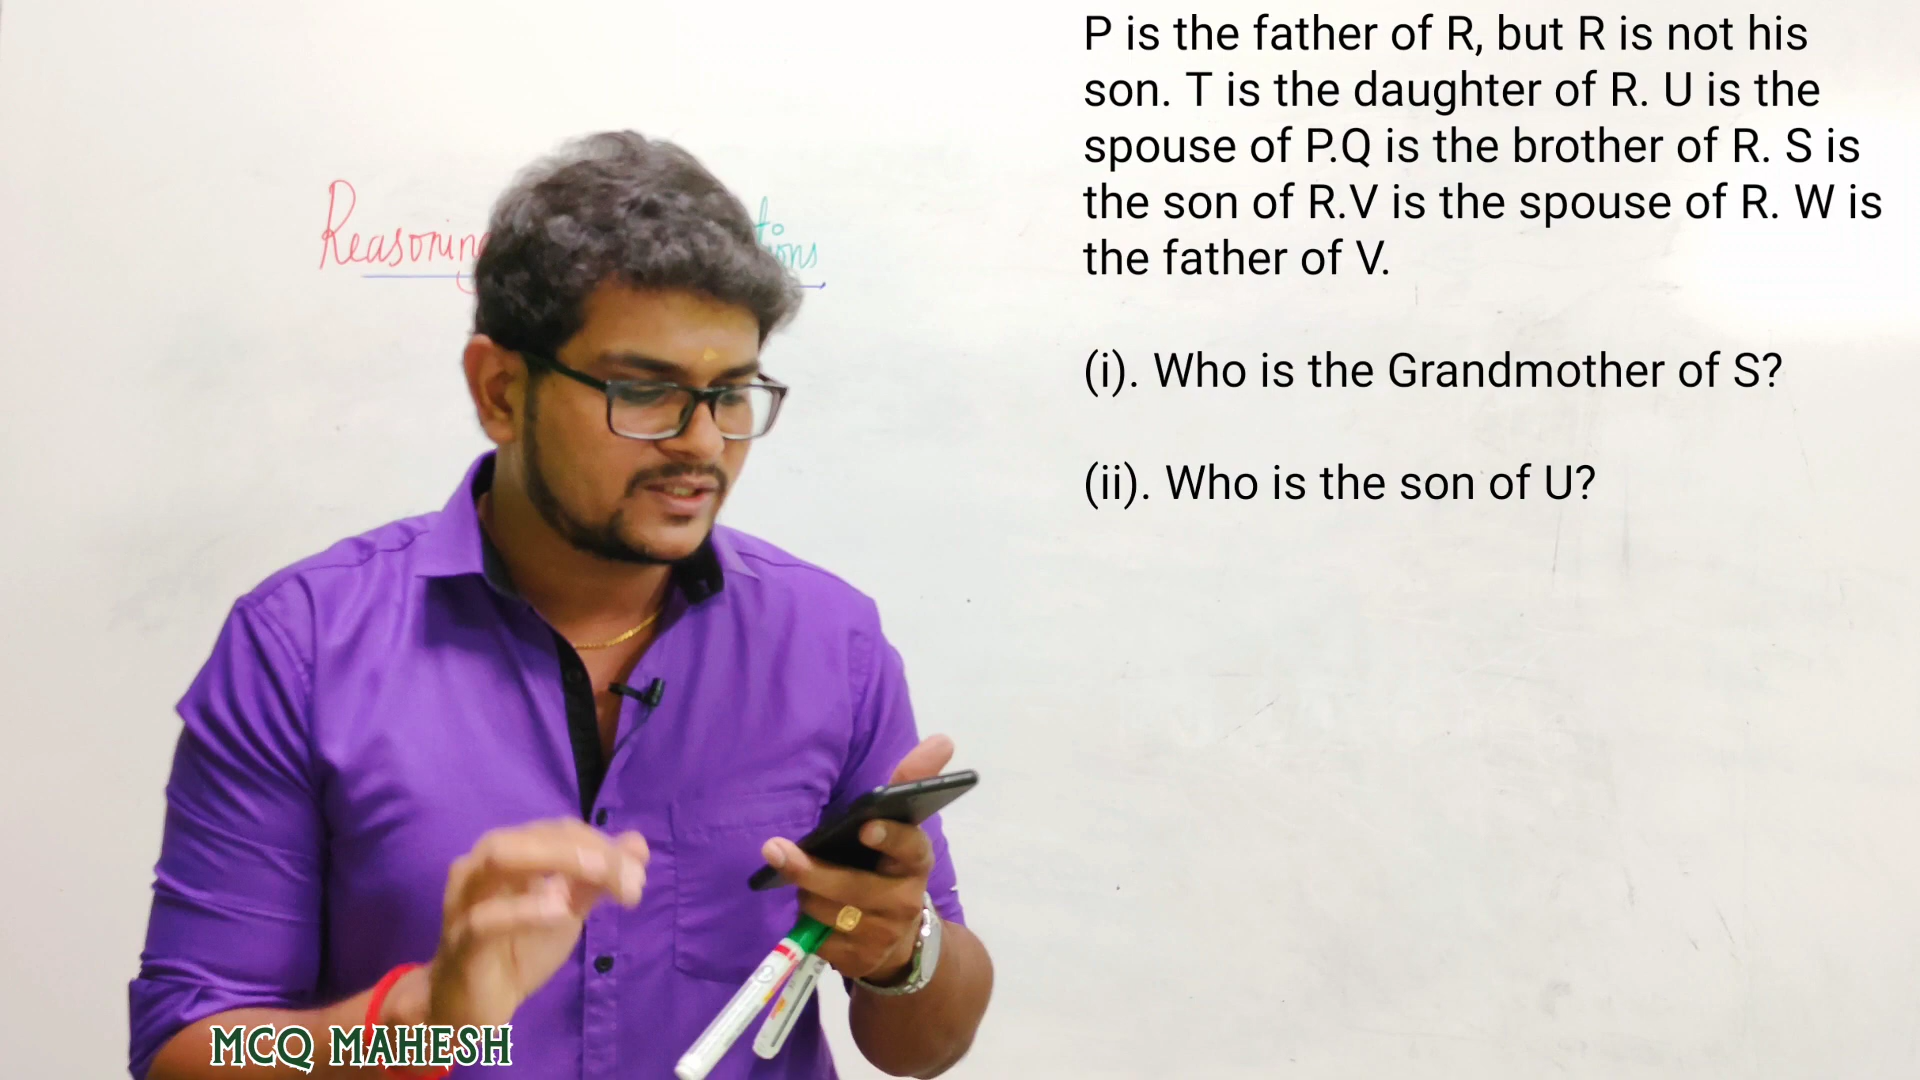 P is the father of R, but R is not his
son. T is the daughter of R. U is the
spouse of P.Q is the brother of R. S is
the son of R.V is the spouse of R. W is
the father of V.
(i). Who is the Grandmother of S?
(ii). Who is the son of U?
Reasoning
MCQ MAHESH